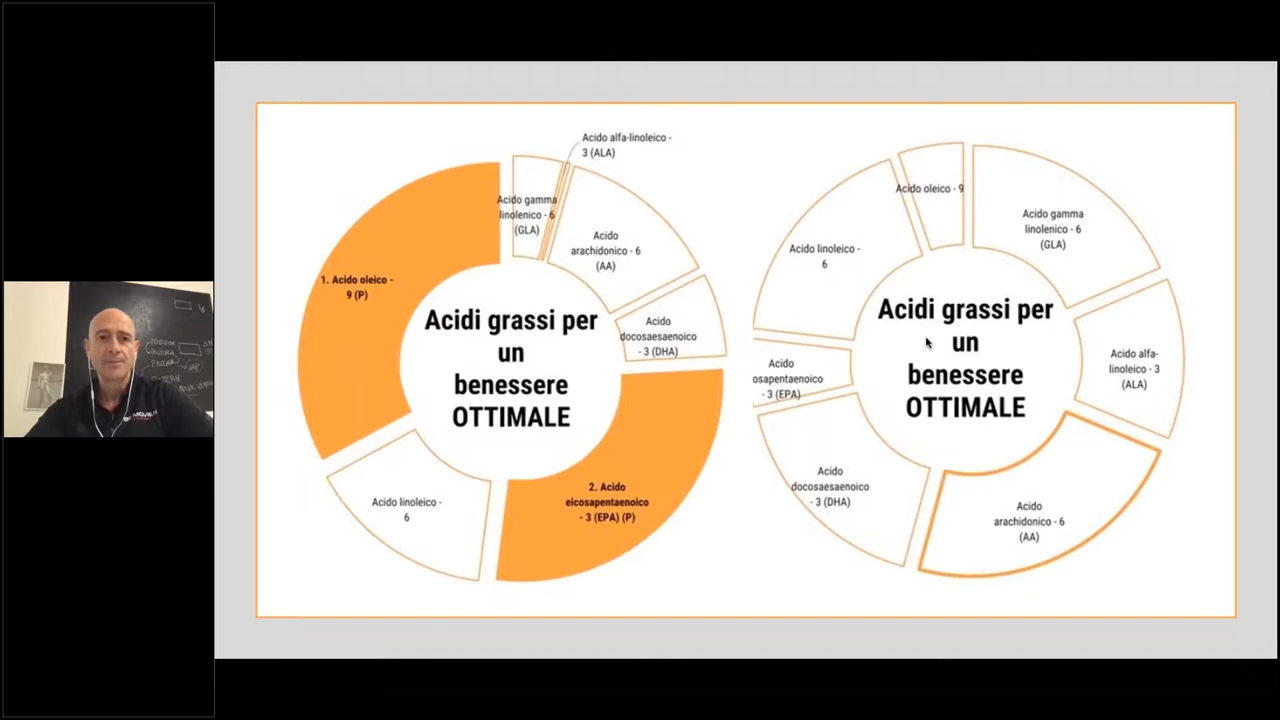 Acido alfa-linoleico -
3 (ALA)
Acido gamma
linolenico - 6
(GLA)
Acido
arachidonico - 6
(AA)
1. Acido oleico -
9 (P)
Acido
docosaesaenoico
- 3 (DHA)
Acidi grassi per
un
benessere
OTTIMALE
Acido linoleico -
6
2. Acido
eicosapentaenoico
- 3 (EPA) (P)
Acido oleico - 9
Acido gamma
linolenico - 6
(GLA)
Acido linoleico -
6
Acidi grassi per
un
benessere
OTTIMALE
Acido alfa-
linoleico - 3
(ALA)
Acido
osapentaenoico
- 3 (EPA)
Acido
docosaesaenoico
- 3 (DHA)
Acido
arachidonico - 6
(AA)